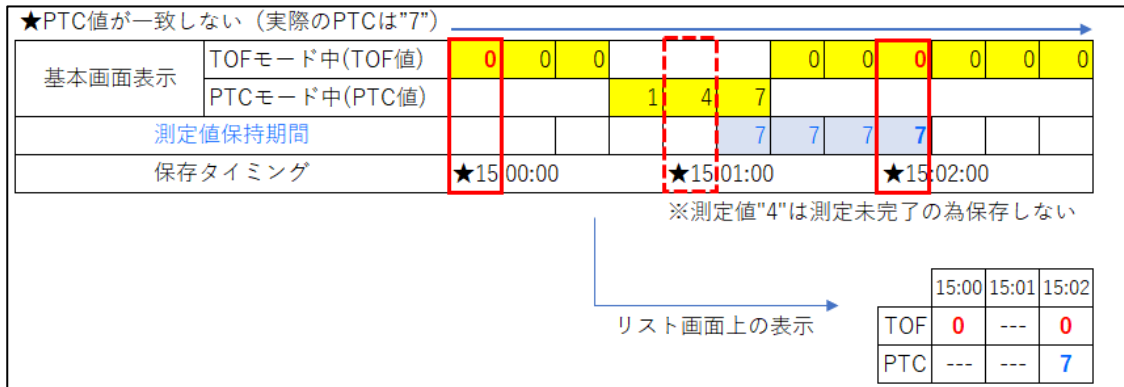 ★PTC値が一致しない（実際のPTCは"7"）
基本画面表示
TOFモード中(TOF値) 0 0 0 0 0 0 0 0 0
PTCモード中(PTC値) 1 4 7
測定値保持期間 7 7 7 7
保存タイミング ★15:00:00 ★15:01:00 ★15:02:00
※測定値"4"は測定未完了の為保存しない
リスト画面上の表示
15:00 15:01 15:02
TOF 0 --- 0
PTC --- --- 7